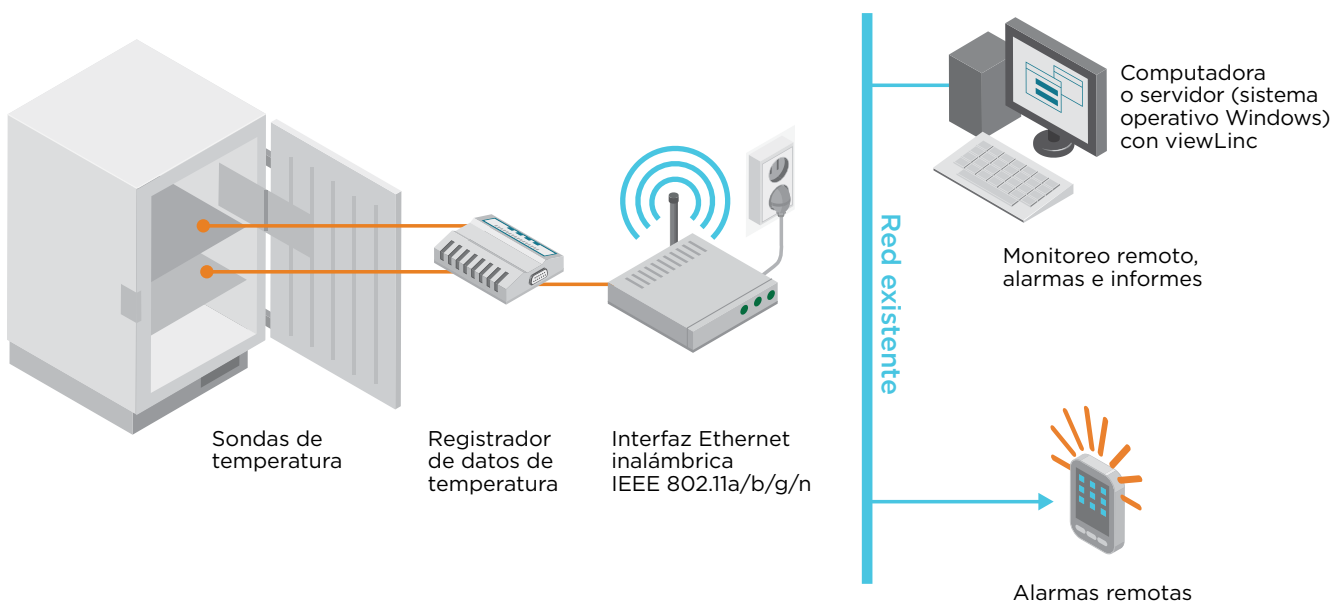 Computadora
o servidor (sistema
operativo Windows)
con viewLinc
Monitoreo remoto,
alarmas e informes
Red existente
Sondas de
temperatura
Registrador
de datos de
temperatura
Interfaz Ethernet
inalámbrica
IEEE 802.11a/b/g/n
Alarmas remotas